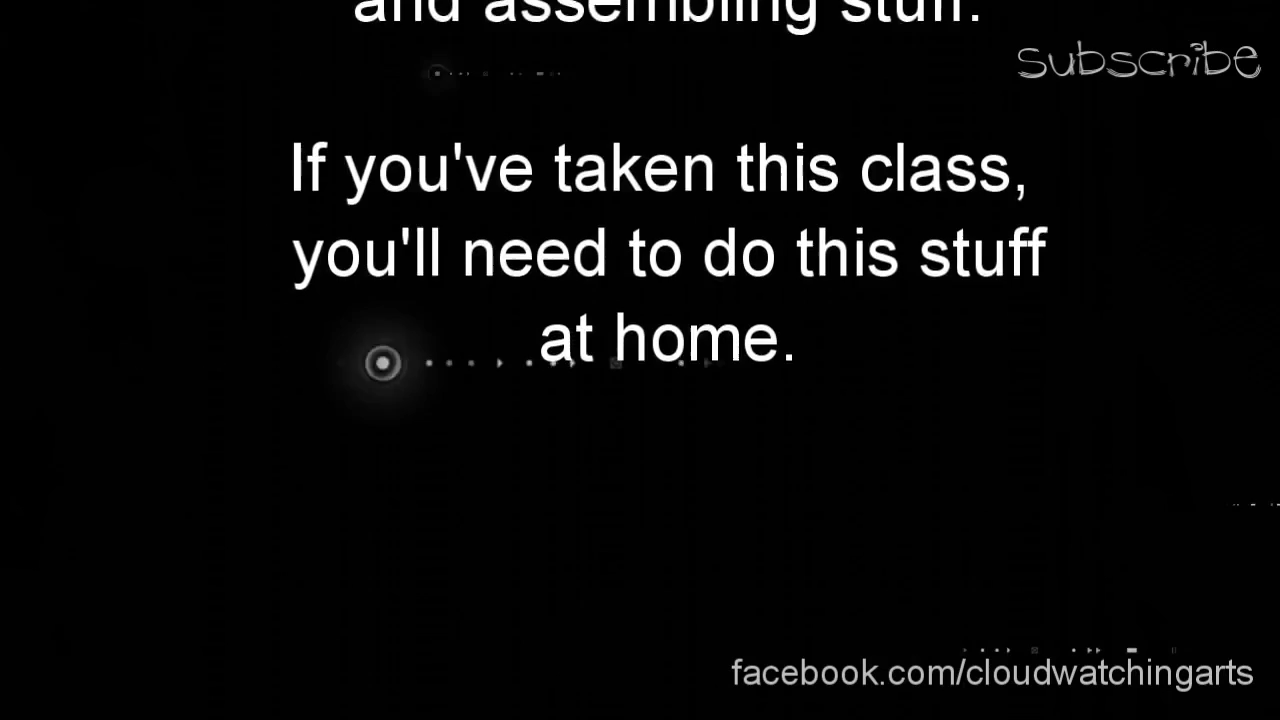 and assembling stuff.
subscribe
If you've taken this class,
you'll need to do this stuff
at home.
facebook.com/cloudwatchingarts